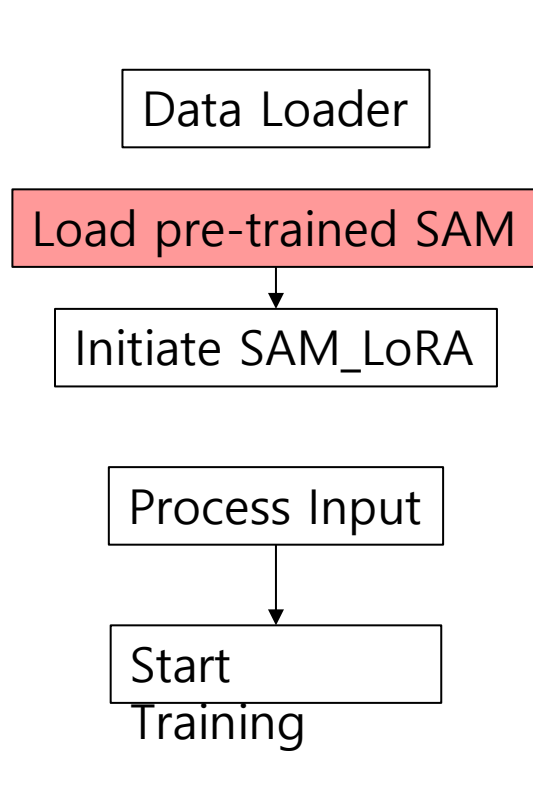 Data Loader
Load pre-trained SAM
Initiate SAM_LoRA
Process Input
Start
Training